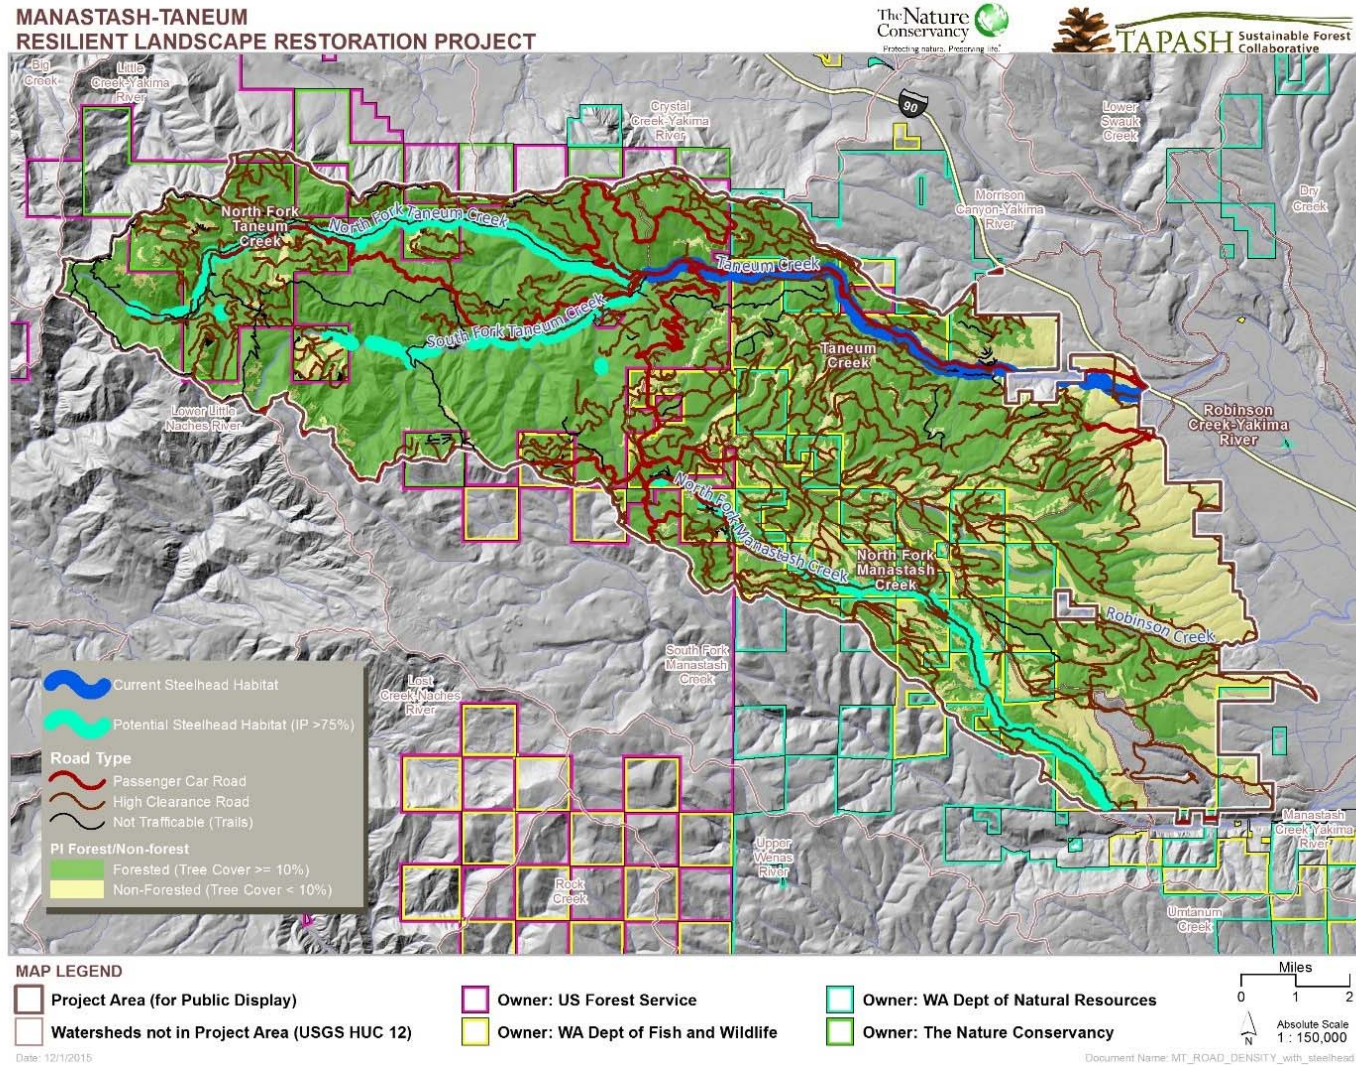 MANASTASH-TANEUM
RESILIENT LANDSCAPE RESTORATION PROJECT
The Nature
Conservancy
Protecting nature. Preserving life.
TAPASH Sustainable Forest
Collaborative
Big
Creek
Little
Creek-Yakima
River
Crystal
Creek-Yakima
River
90
Lower
Swauk
Creek
Morrison
Canyon-Yakima
River
Dry
Creek
North Fork
Taneum
Creek
North Fork Taneum Creek
Taneum Creek
South Fork Taneum Creek
Taneum
Creek
Lower Little
Naches River
Robinson
Creek-Yakima
River
North Fork Manastash Creek
North Fork
Manastash
Creek
Robinson Creek
South Fork
Manastash
Creek
Lost
Creek-Naches
River
Upper
Wenas
River
Rock
Creek
Manastash
Creek-Yakima
River
Umtanum
Creek
Current Steelhead Habitat
Potential Steelhead Habitat (IP >75%)
Road Type
Passenger Car Road
High Clearance Road
Not Trafficable (Trails)
PI Forest/Non-forest
Forested (Tree Cover >= 10%)
Non-Forested (Tree Cover < 10%)
MAP LEGEND
Project Area (for Public Display)
Watersheds not in Project Area (USGS HUC 12)
Owner: US Forest Service
Owner: WA Dept of Fish and Wildlife
Owner: WA Dept of Natural Resources
Owner: The Nature Conservancy
Miles
0 1 2
N
Absolute Scale
1 : 150,000
Date: 12/1/2015
Document Name: MT_ROAD_DENSITY_with_steelhead